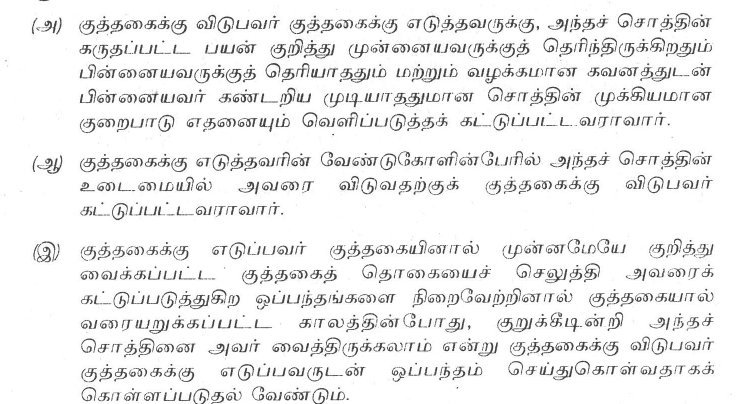 (அ) குத்தகைக்கு விடுபவர் குத்தகைக்கு எடுத்தவருக்கு, அந்தச் சொத்தின்
கருதப்பட்ட பயன் குறித்து முன்னையவருக்குத் தெரிந்திருக்கிறதும்
பின்னையவருக்குத் தெரியாததும் மற்றும் வழக்கமான கவனத்துடன்
பின்னையவர் கண்டறிய முடியாததுமான சொத்தின் முக்கியமான
குறைபாடு எதனையும் வெளிப்படுத்தக் கட்டுப்பட்டவராவார்.
(ஆ) குத்தகைக்கு எடுத்தவரின் வேண்டுகோளின்பேரில் அந்தச் சொத்தின்
உடைமையில் அவரை விடுவதற்குக் குத்தகைக்கு விடுபவர்
கட்டுப்பட்டவராவார்.
(இ) குத்தகைக்கு எடுப்பவர் குத்தகையினால் முன்னமேயே குறித்து
வைக்கப்பட்ட குத்தகைத் தொகையைச் செலுத்தி அவரைக்
கட்டுப்படுத்துகிற ஒப்பந்தங்களை நிறைவேற்றினால் குத்தகையால்
வரையறுக்கப்பட்ட காலத்தின்போது, குறுக்கீடின்றி அந்தச்
சொத்தினை அவர் வைத்திருக்கலாம் என்று குத்தகைக்கு விடுபவர்
குத்தகைக்கு எடுப்பவருடன் ஒப்பந்தம் செய்துகொள்வதாகக்
கொள்ளப்படுதல் வேண்டும்.